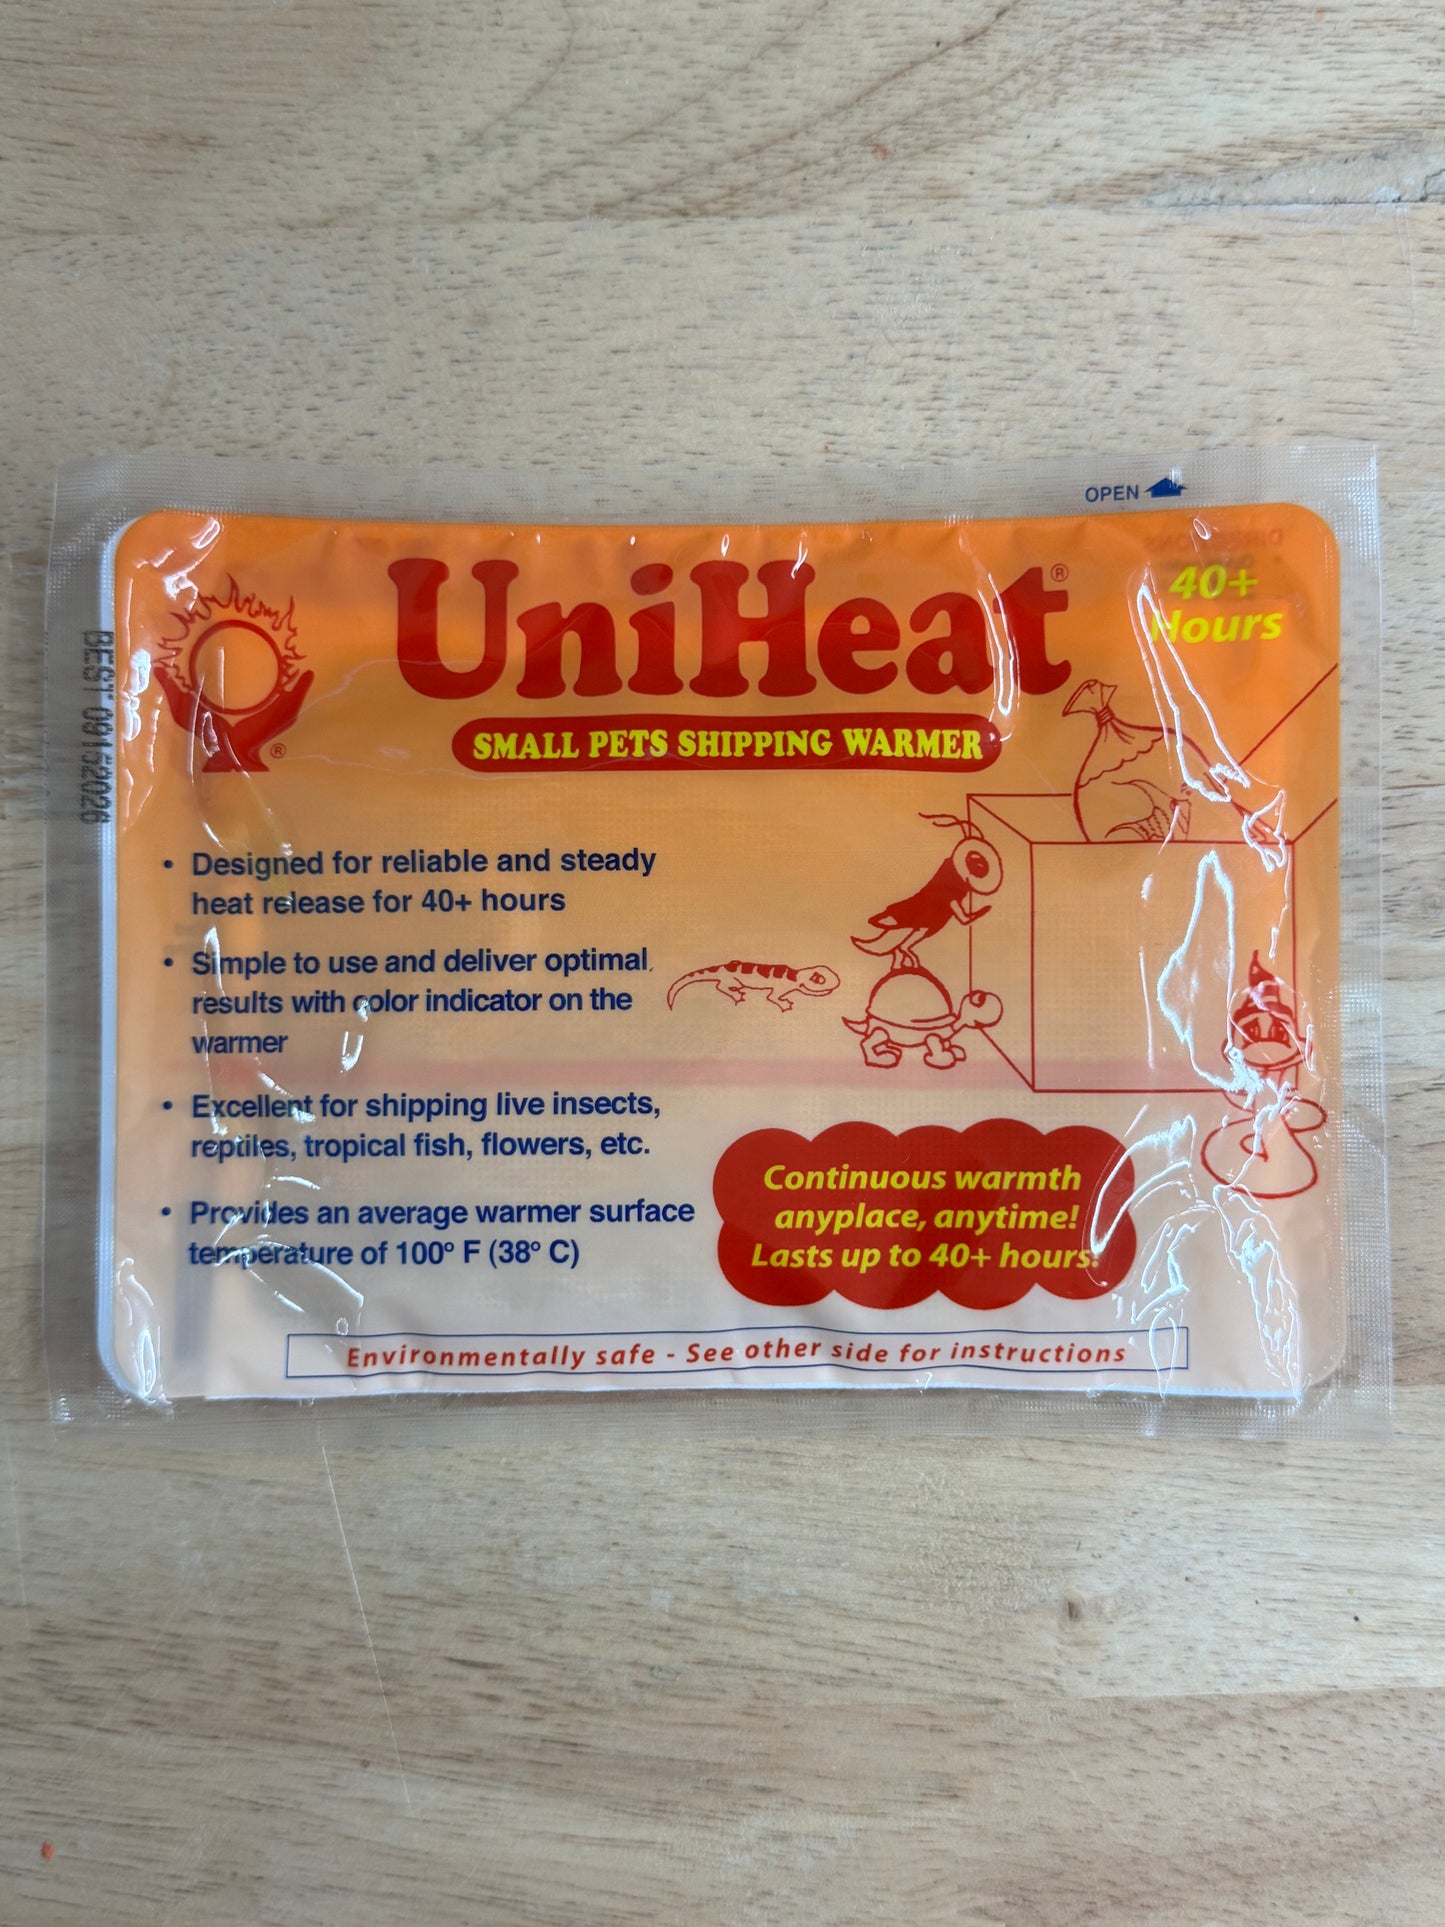 OPEN
UniHeat®
40+
Hours
SMALL PETS SHIPPING WARMER
®
BEST 09152026
• Designed for reliable and steady
heat release for 40+ hours
• Simple to use and deliver optimal
results with color indicator on the
warmer
• Excellent for shipping live insects,
reptiles, tropical fish, flowers, etc.
• Provides an average warmer surface
temperature of 100° F (38° C)
Continuous warmth
anyplace, anytime!
Lasts up to 40+ hours!
Environmentally safe - See other side for instructions